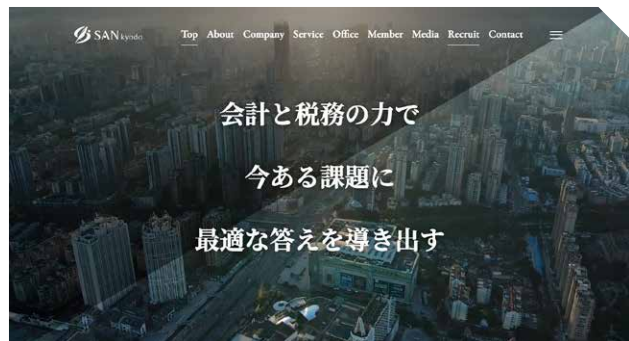 SAN kyodo
Top About Company Service Office Member Media Recruit Contact
会計と税務の力で
今ある課題に
最適な答えを導き出す